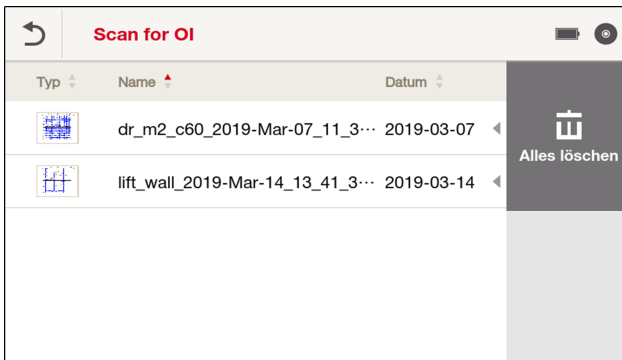 Scan for OI
Typ Name Datum
dr_m2_c60_2019-Mar-07_11_3··· 2019-03-07
lift_wall_2019-Mar-14_13_41_3··· 2019-03-14
Alles löschen